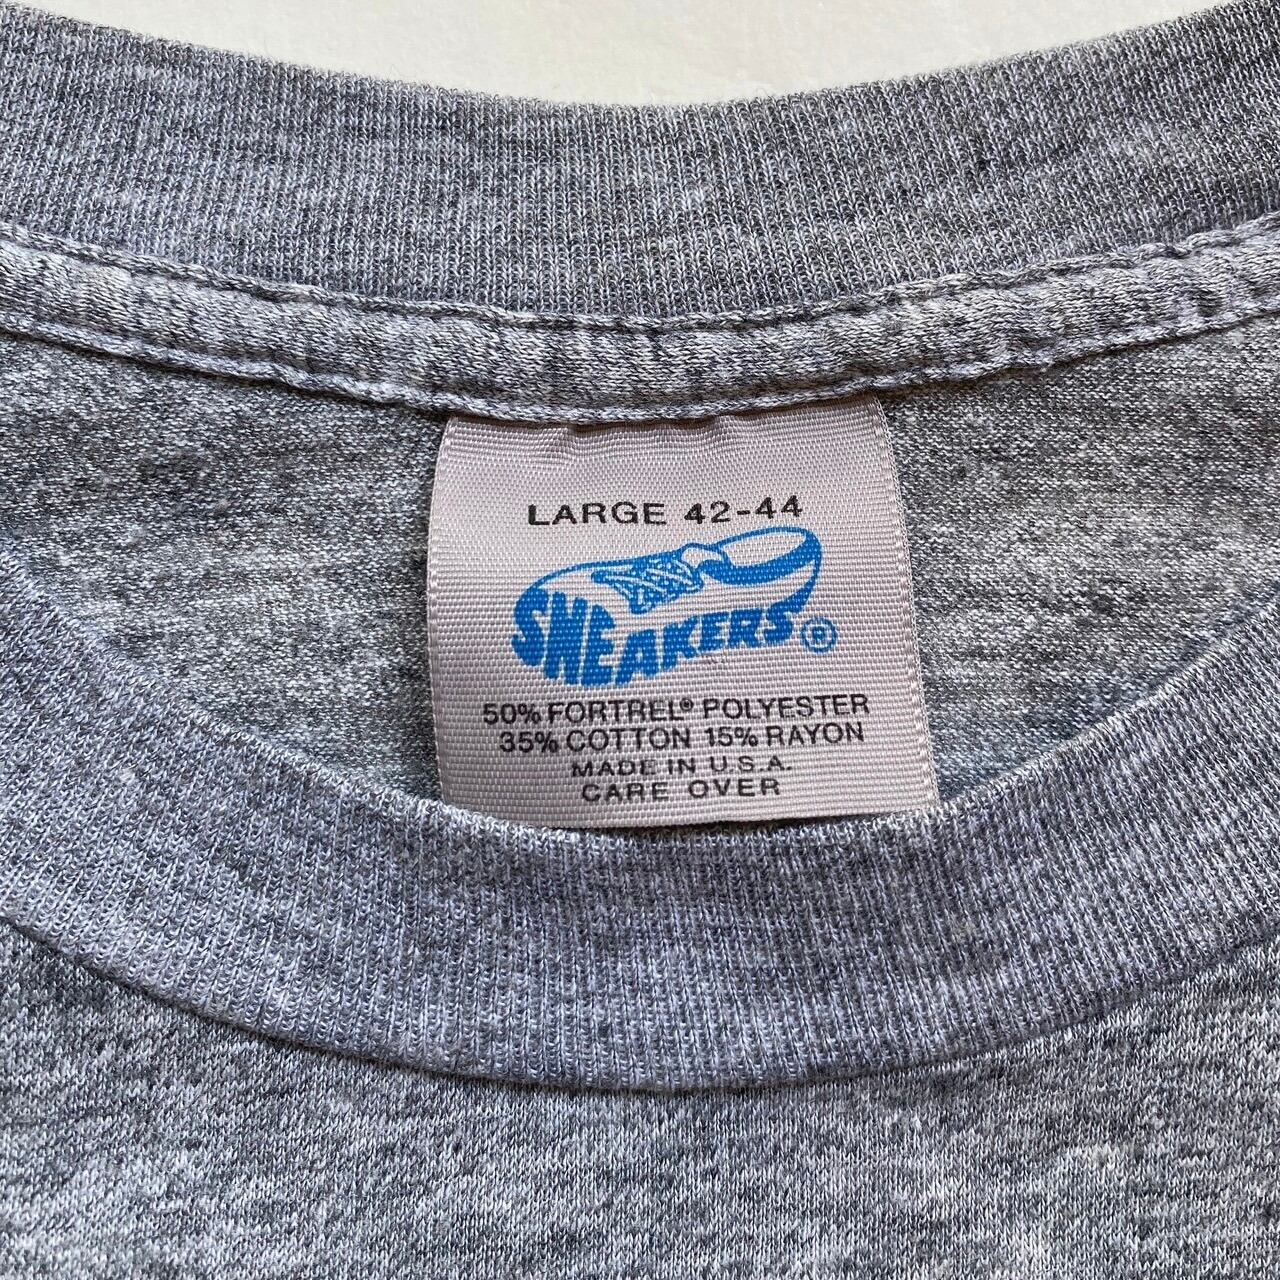 LARGE 42-44
SNEAKERS®
50% FORTREL® POLYESTER
35% COTTON 15% RAYON
MADE IN U.S.A.
CARE OVER